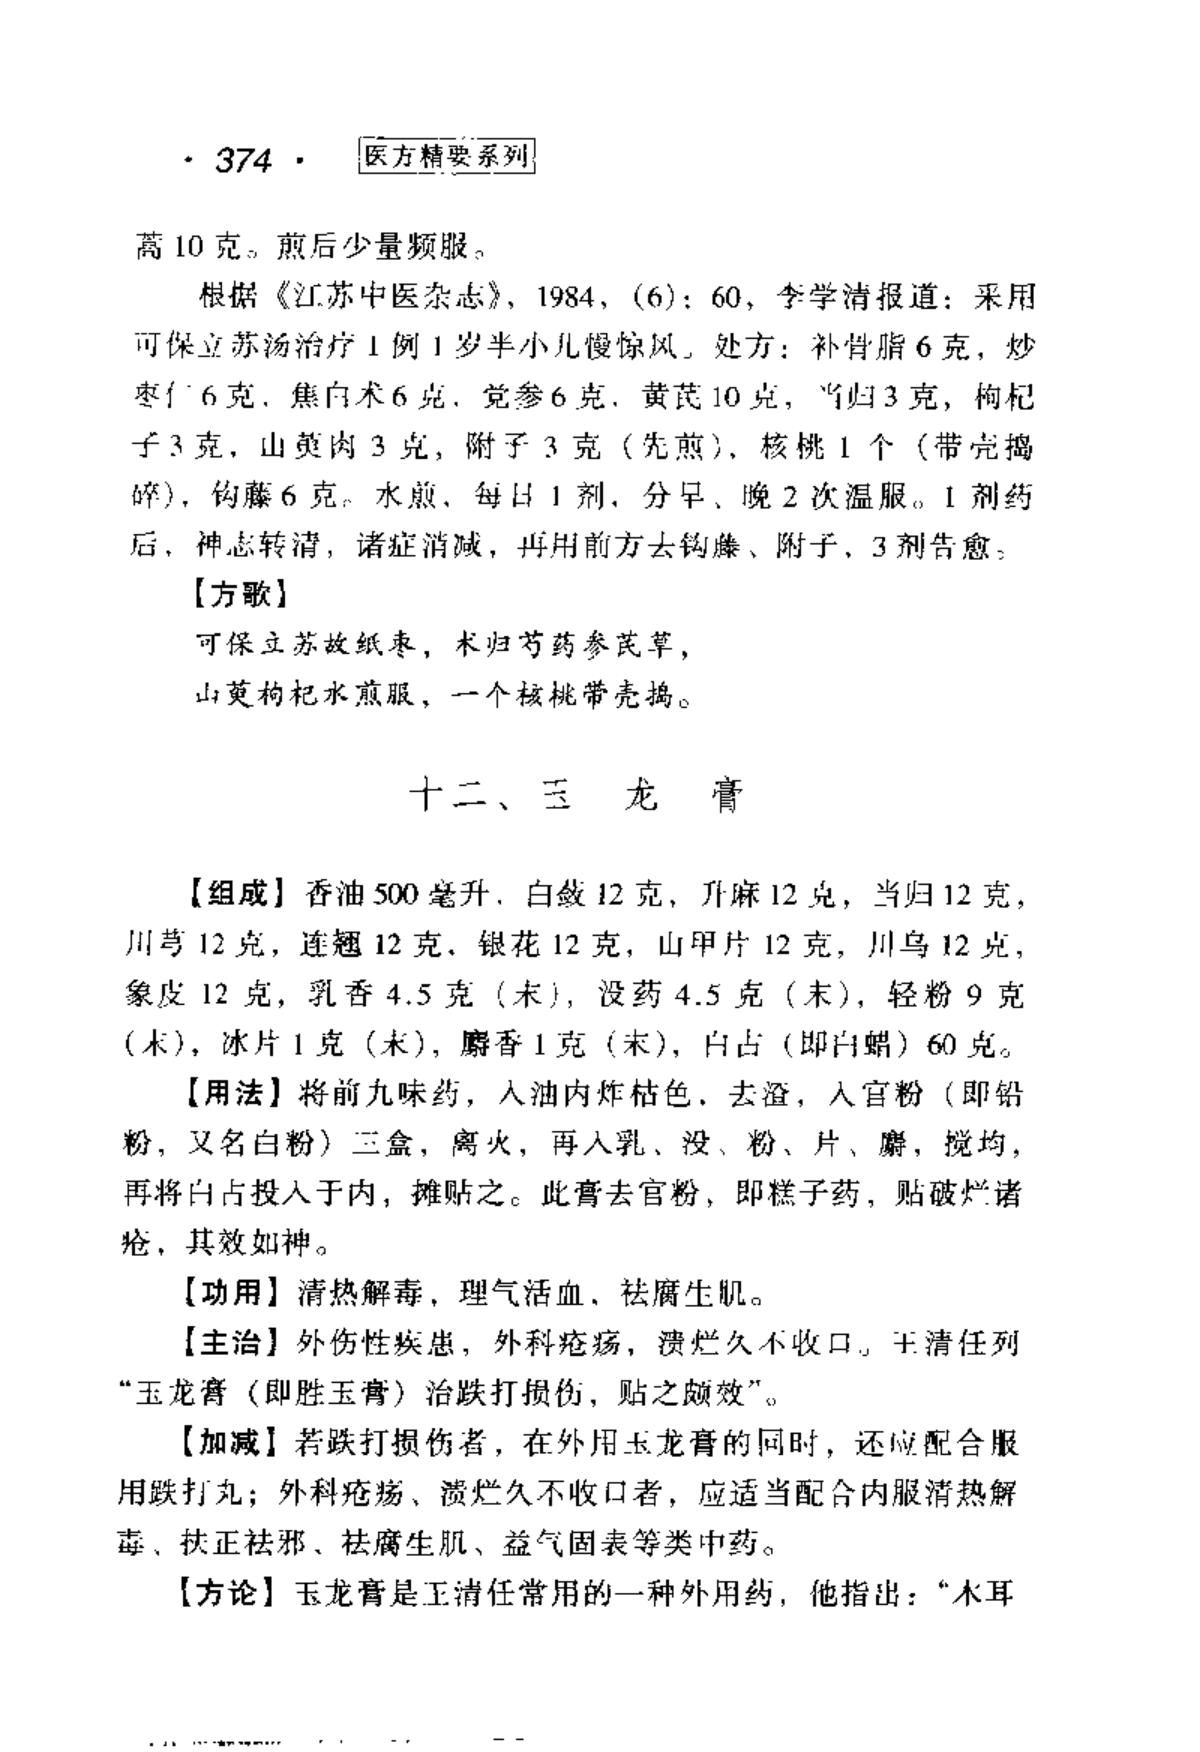 · 374 · 医方精要系列
蒿 10 克。煎后少量频服。
根据《江苏中医杂志》，1984，（6）：60，李学清报道：采用
可保立苏汤治疗 1 例 1 岁半小儿慢惊风。处方：补骨脂 6 克，炒
枣仁 6 克，焦白术 6 克，党参 6 克，黄芪 10 克，当归 3 克，枸杞
子 3 克，山萸肉 3 克，附子 3 克（先煎），核桃 1 个（带壳捣
碎），钩藤 6 克。水煎，每日 1 剂，分早、晚 2 次温服。1 剂药
后，神志转清，诸症消减，再用前方去钩藤、附子，3 剂告愈。
【方歌】
可保立苏故纸枣，术归芍药参芪草，
山萸枸杞水煎服，一个核桃带壳捣。
十二、玉 龙 膏
【组成】香油 500 毫升，白蔹 12 克，升麻 12 克，当归 12 克，
川芎 12 克，连翘 12 克，银花 12 克，山甲片 12 克，川乌 12 克，
象皮 12 克，乳香 4.5 克（末），没药 4.5 克（末），轻粉 9 克
（末），冰片 1 克（末），麝香 1 克（末），白占（即白蜡）60 克。
【用法】将前九味药，入油内炸枯色，去渣，入官粉（即铅
粉，又名白粉）三盒，离火，再入乳、没、粉、片、麝，搅均，
再将白占投入于内，摊贴之。此膏去官粉，即糕子药，贴破烂诸
疮，其效如神。
【功用】清热解毒，理气活血，祛腐生肌。
【主治】外伤性疾患，外科疮疡，溃烂久不收口。王清任列
“玉龙膏（即胜玉膏）治跌打损伤，贴之颇效”。
【加减】若跌打损伤者，在外用玉龙膏的同时，还应配合服
用跌打丸；外科疮疡、溃烂久不收口者，应适当配合内服清热解
毒、扶正祛邪、祛腐生肌、益气固表等类中药。
【方论】玉龙膏是王清任常用的一种外用药，他指出：“木耳